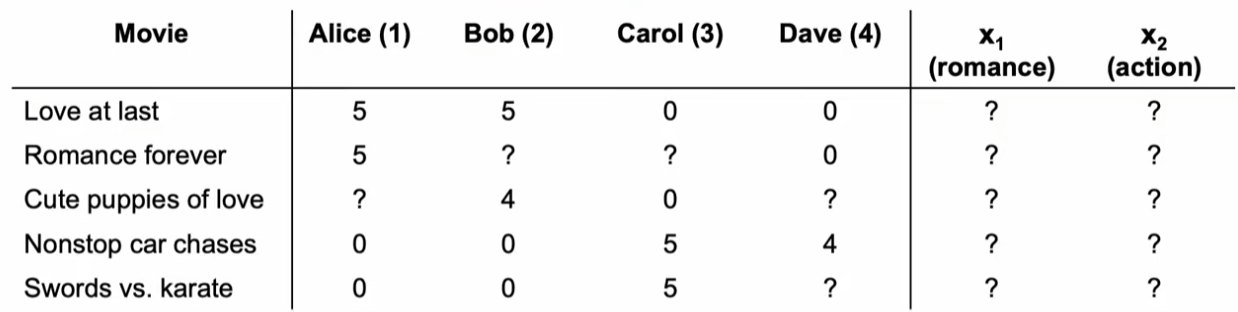 Movie Alice (1) Bob (2) Carol (3) Dave (4) x₁ (romance) x₂ (action)
Love at last 5 5 0 0 ? ?
Romance forever 5 ? ? 0 ? ?
Cute puppies of love ? 4 0 ? ? ?
Nonstop car chases 0 0 5 4 ? ?
Swords vs. karate 0 0 5 ? ? ?